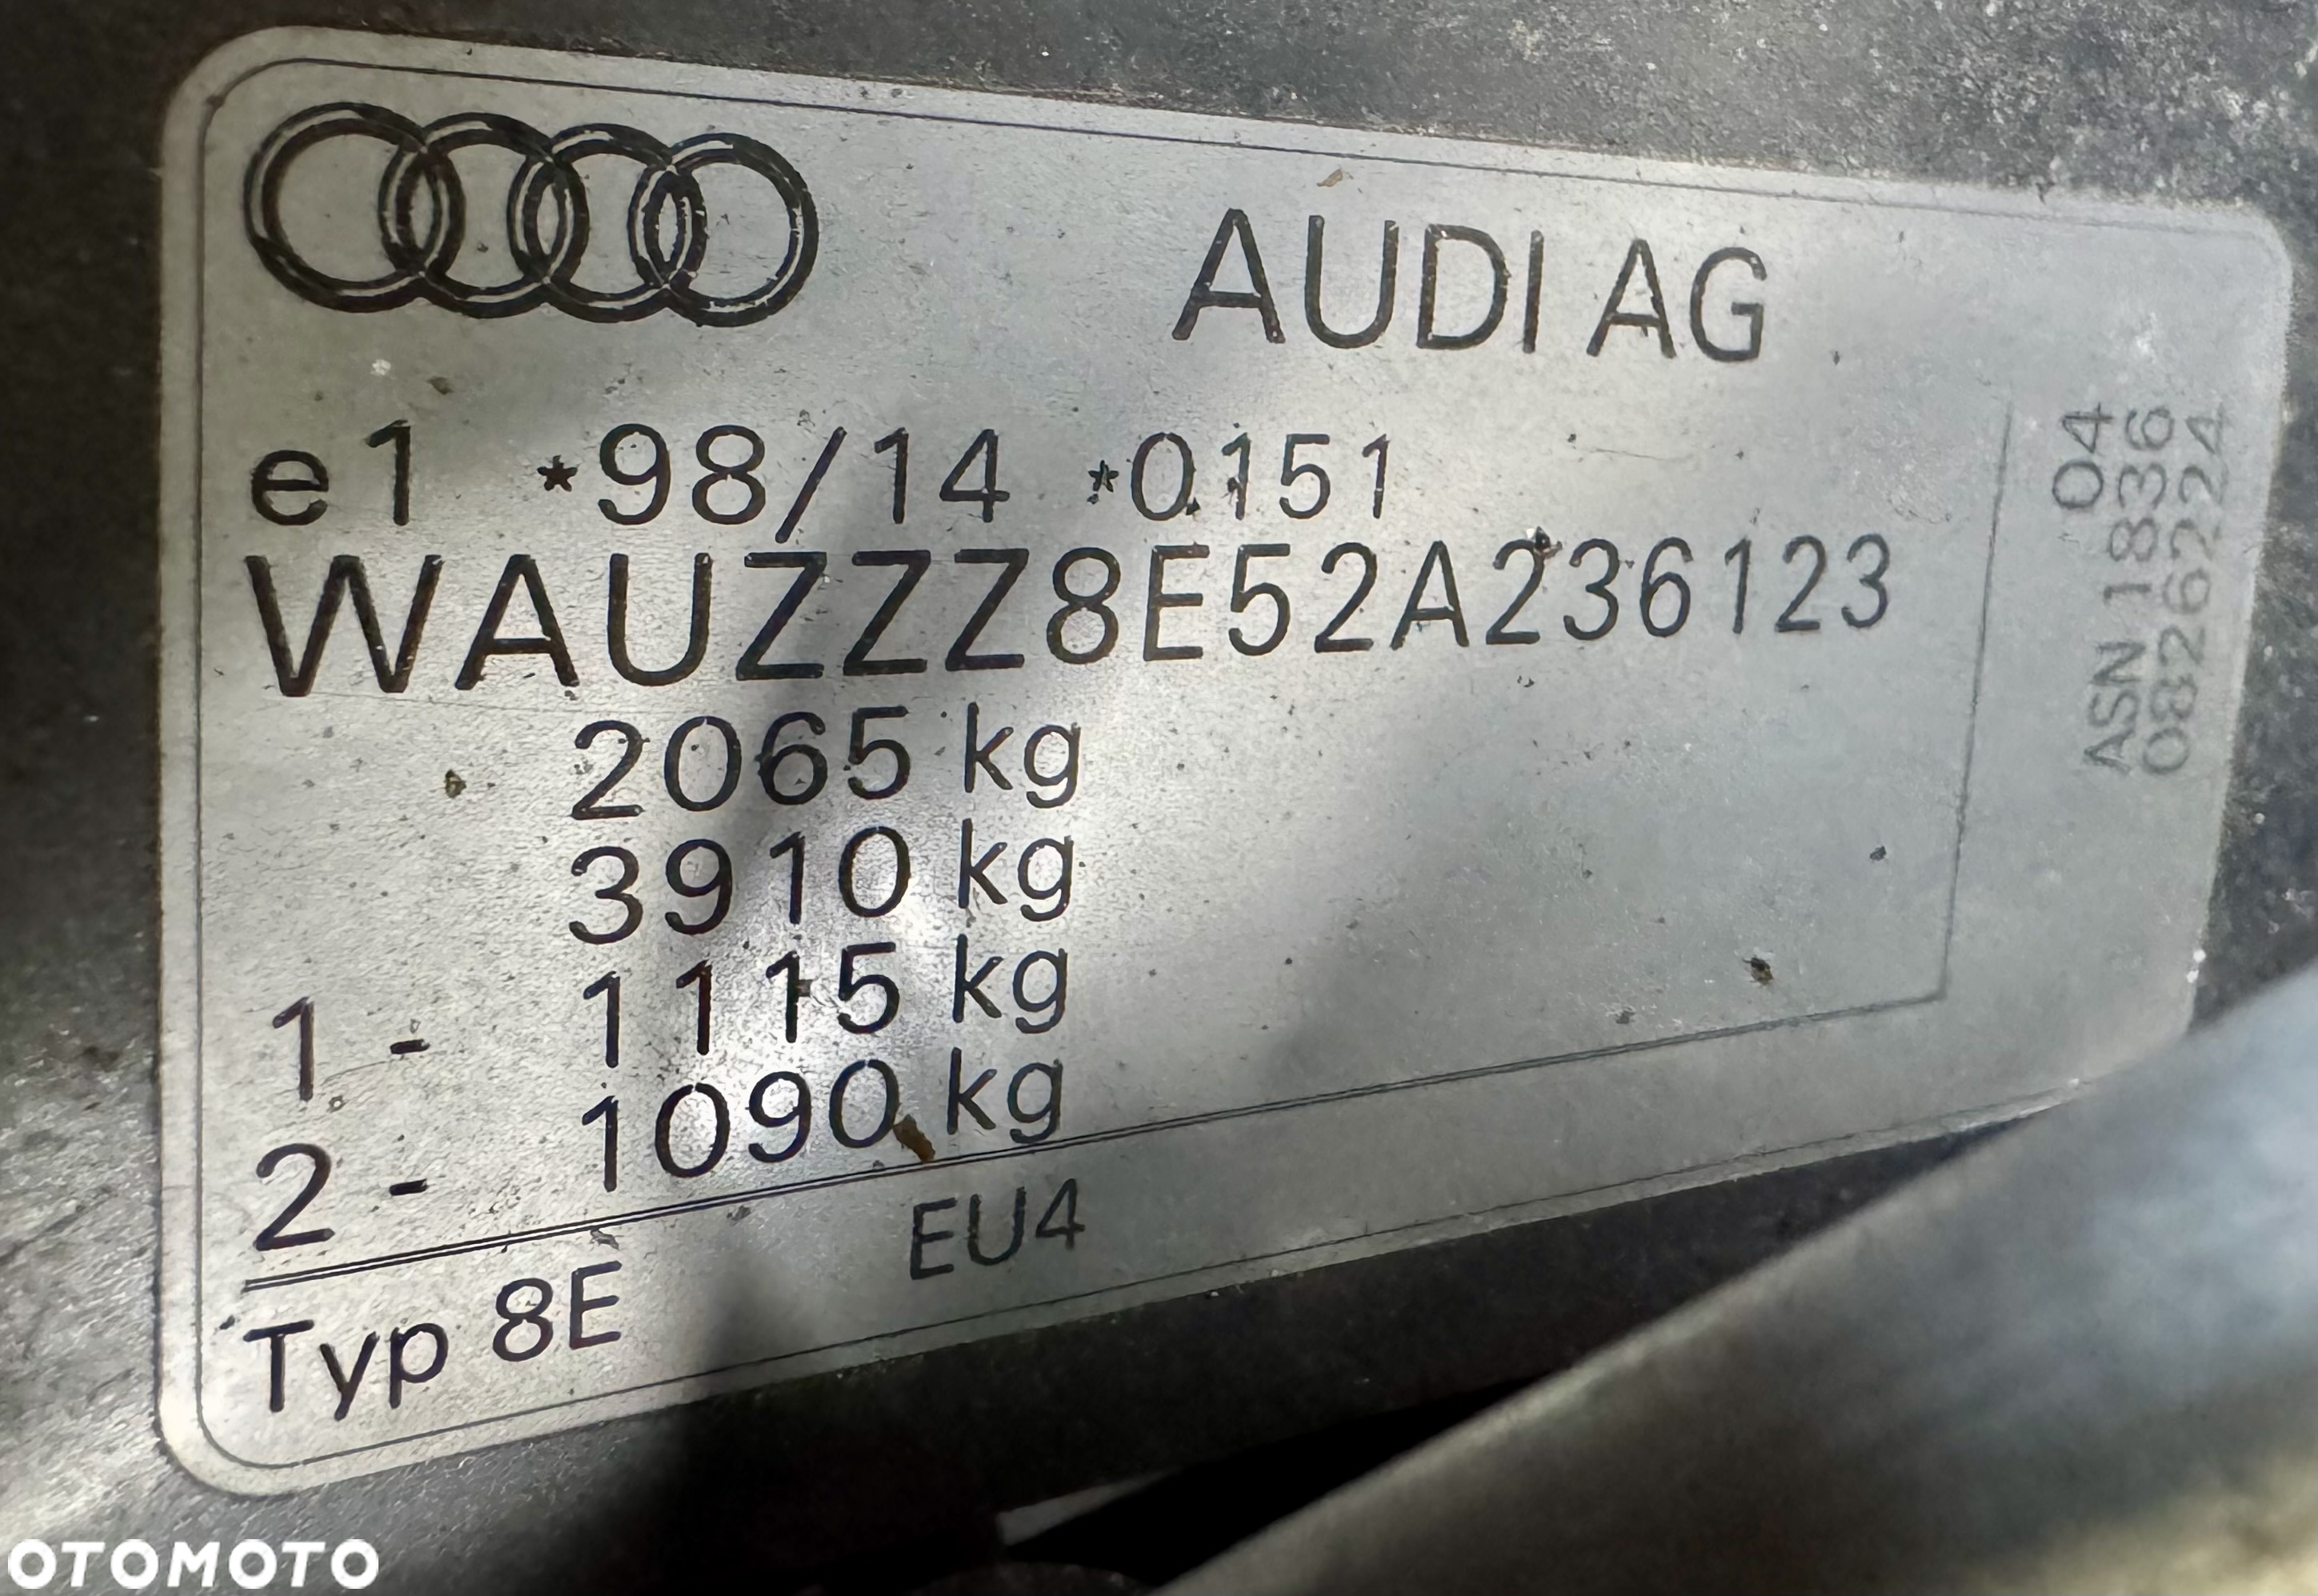 AUDI AG
e1 *98/14 *0151
WAUZZZ8E52A236123
2065 kg
3910 kg
1 - 1115 kg
2 - 1090 kg
Typ 8E EU4
04
ASN 1836
0826224
OTOMOTO